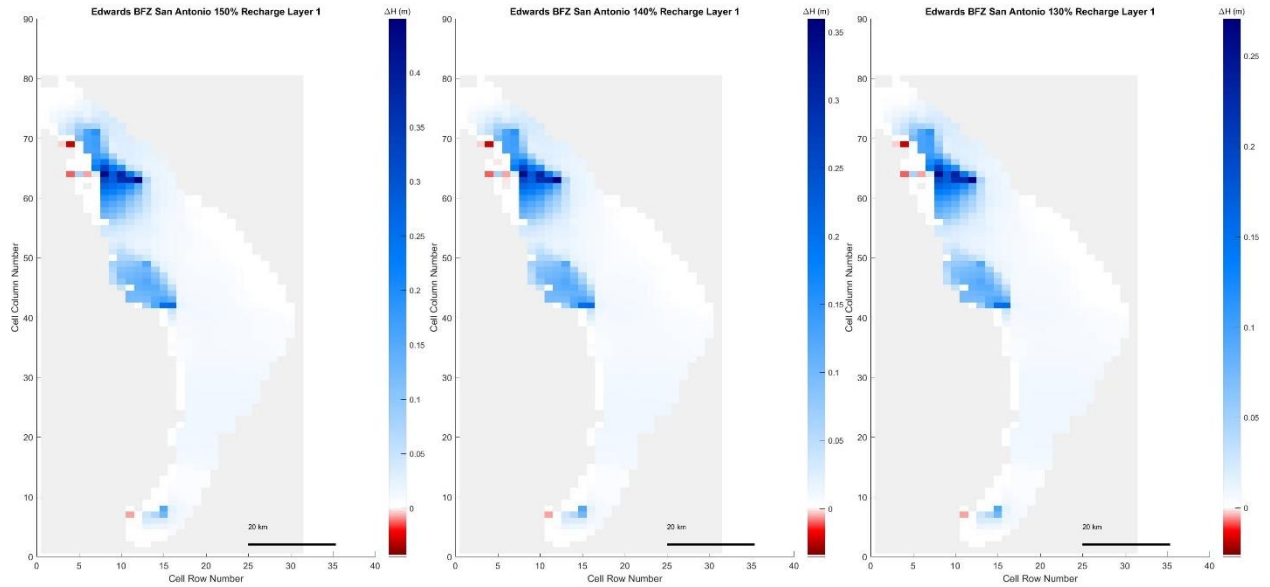 Edwards BFZ San Antonio 150% Recharge Layer 1
ΔH (m)
90
80
70
60
50
40
30
20
10
0
Cell Column Number
0 5 10 15 20 25 30 35 40
Cell Row Number
20 km
0.4
0.35
0.3
0.25
0.2
0.15
0.1
0.05
0
Edwards BFZ San Antonio 140% Recharge Layer 1
ΔH (m)
90
80
70
60
50
40
30
20
10
0
Cell Column Number
0 5 10 15 20 25 30 35 40
Cell Row Number
20 km
0.35
0.3
0.25
0.2
0.15
0.1
0.05
0
Edwards BFZ San Antonio 130% Recharge Layer 1
ΔH (m)
90
80
70
60
50
40
30
20
10
0
Cell Column Number
0 5 10 15 20 25 30 35 40
Cell Row Number
20 km
0.25
0.2
0.15
0.1
0.05
0